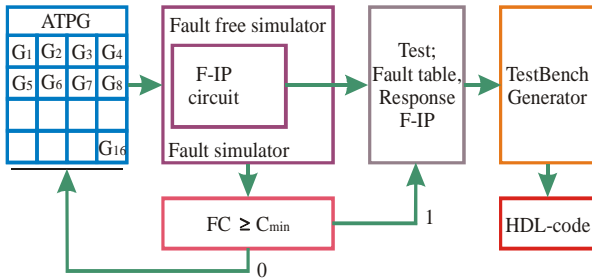 ATPG
G1 G2 G3 G4
G5 G6 G7 G8
G16
Fault free simulator
F-IP
circuit
Fault simulator
Test;
Fault table,
Response
F-IP
TestBench
Generator
FC ≥ Cmin
1
0
HDL-code